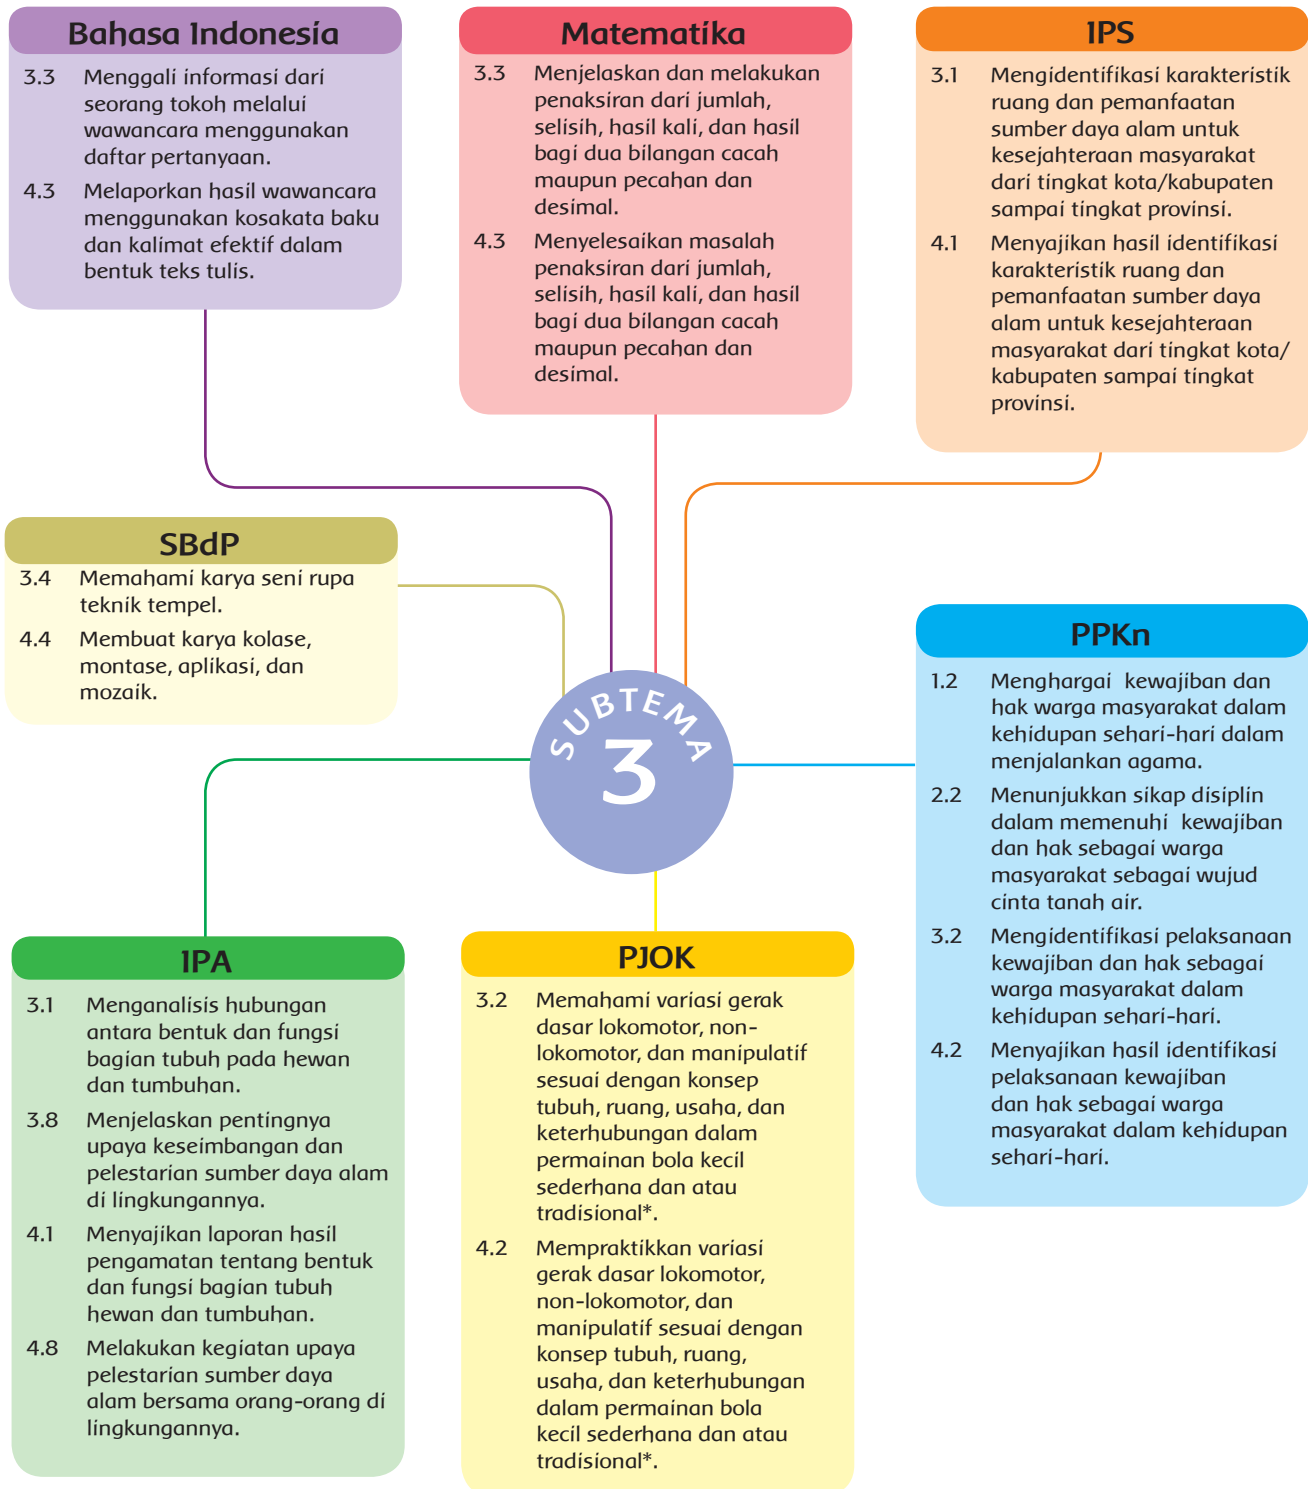 Bahasa Indonesia
3.3 Menggali informasi dari
seorang tokoh melalui
wawancara menggunakan
daftar pertanyaan.
4.3 Melaporkan hasil wawancara
menggunakan kosakata baku
dan kalimat efektif dalam
bentuk teks tulis.
Matematika
3.3 Menjelaskan dan melakukan
penaksiran dari jumlah,
selisih, hasil kali, dan hasil
bagi dua bilangan cacah
maupun pecahan dan
desimal.
4.3 Menyelesaikan masalah
penaksiran dari jumlah,
selisih, hasil kali, dan hasil
bagi dua bilangan cacah
maupun pecahan dan
desimal.
IPS
3.1 Mengidentifikasi karakteristik
ruang dan pemanfaatan
sumber daya alam untuk
kesejahteraan masyarakat
dari tingkat kota/kabupaten
sampai tingkat provinsi.
4.1 Menyajikan hasil identifikasi
karakteristik ruang dan
pemanfaatan sumber daya
alam untuk kesejahteraan
masyarakat dari tingkat kota/
kabupaten sampai tingkat
provinsi.
SBdP
3.4 Memahami karya seni rupa
teknik tempel.
4.4 Membuat karya kolase,
montase, aplikasi, dan
mozaik.
SUBTEMA
3
PPKn
1.2 Menghargai kewajiban dan
hak warga masyarakat dalam
kehidupan sehari-hari dalam
menjalankan agama.
2.2 Menunjukkan sikap disiplin
dalam memenuhi kewajiban
dan hak sebagai warga
masyarakat sebagai wujud
cinta tanah air.
3.2 Mengidentifikasi pelaksanaan
kewajiban dan hak sebagai
warga masyarakat dalam
kehidupan sehari-hari.
4.2 Menyajikan hasil identifikasi
pelaksanaan kewajiban
dan hak sebagai warga
masyarakat dalam kehidupan
sehari-hari.
IPA
3.1 Menganalisis hubungan
antara bentuk dan fungsi
bagian tubuh pada hewan
dan tumbuhan.
3.8 Menjelaskan pentingnya
upaya keseimbangan dan
pelestarian sumber daya alam
di lingkungannya.
4.1 Menyajikan laporan hasil
pengamatan tentang bentuk
dan fungsi bagian tubuh
hewan dan tumbuhan.
4.8 Melakukan kegiatan upaya
pelestarian sumber daya
alam bersama orang-orang di
lingkungannya.
PJOK
3.2 Memahami variasi gerak
dasar lokomotor, non-
lokomotor, dan manipulatif
sesuai dengan konsep
tubuh, ruang, usaha, dan
keterhubungan dalam
permainan bola kecil
sederhana dan atau
tradisional*.
4.2 Mempraktikkan variasi
gerak dasar lokomotor,
non-lokomotor, dan
manipulatif sesuai dengan
konsep tubuh, ruang,
usaha, dan keterhubungan
dalam permainan bola
kecil sederhana dan atau
tradisional*.